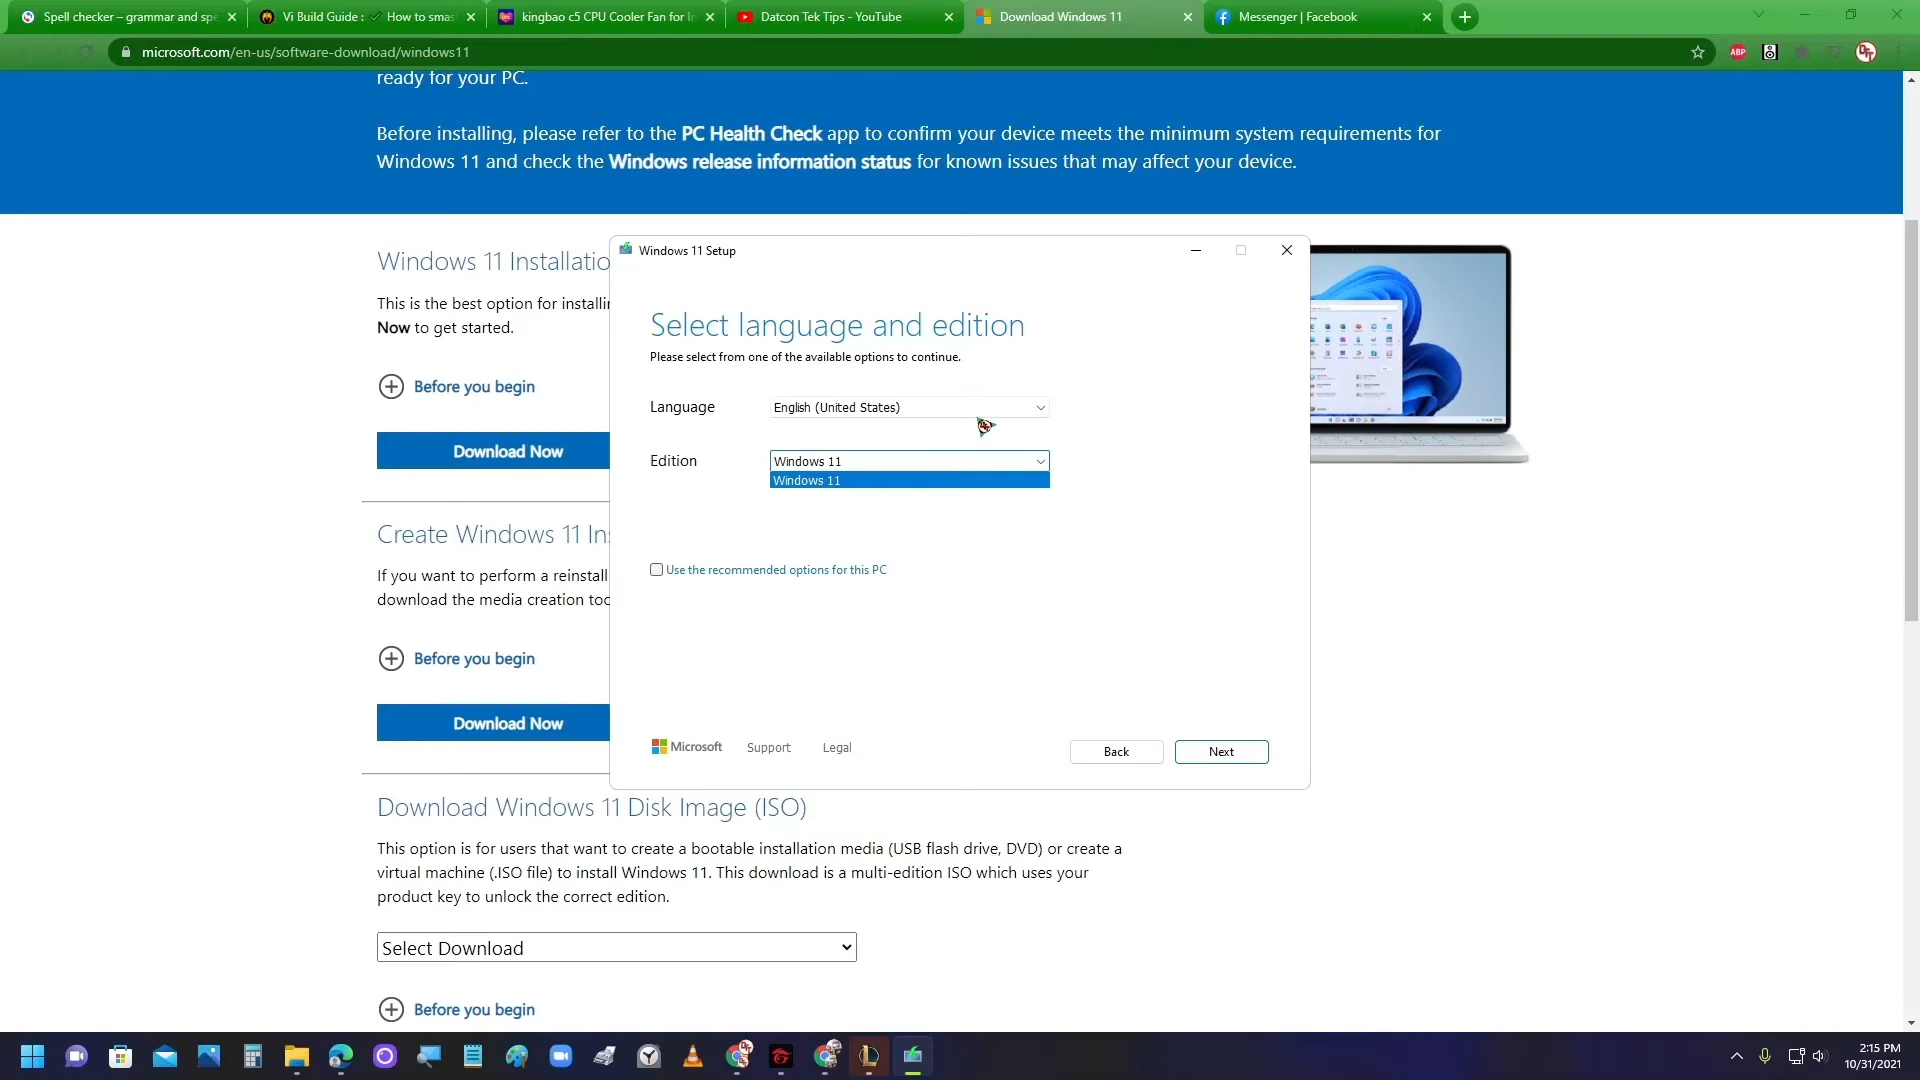 Spell checker – grammar and spe
Vi Build Guide : How to smas
kingbao c5 CPU Cooler Fan for In
Datcon Tek Tips - YouTube
Download Windows 11
Messenger | Facebook
microsoft.com/en-us/software-download/windows11
ABP
ready for your PC.
Before installing, please refer to the PC Health Check app to confirm your device meets the minimum system requirements for
Windows 11 and check the Windows release information status for known issues that may affect your device.
Windows 11 Installatio
This is the best option for installin
Now to get started.
Before you begin
Download Now
Create Windows 11 Ins
If you want to perform a reinstall
download the media creation too
Before you begin
Download Now
Windows 11 Setup
Select language and edition
Please select from one of the available options to continue.
Language
English (United States)
Edition
Windows 11
Windows 11
Use the recommended options for this PC
Microsoft
Support
Legal
Back
Next
Download Windows 11 Disk Image (ISO)
This option is for users that want to create a bootable installation media (USB flash drive, DVD) or create a
virtual machine (.ISO file) to install Windows 11. This download is a multi-edition ISO which uses your
product key to unlock the correct edition.
Select Download
Before you begin
2:15 PM
10/31/2021